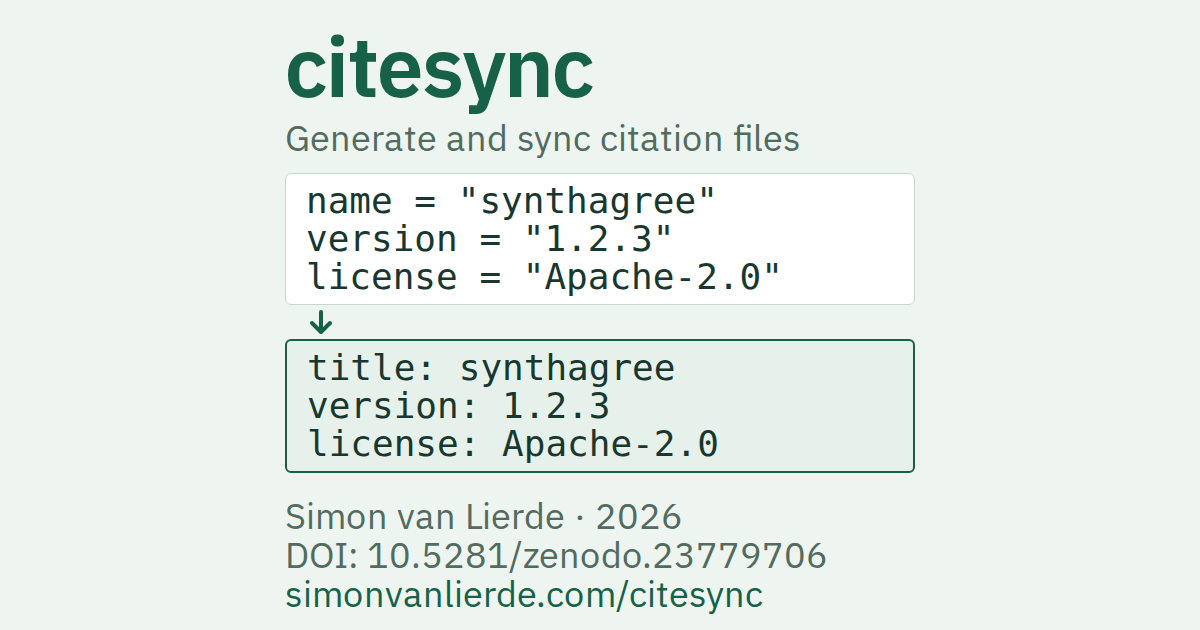 citesync
Generate and sync citation files
name = "synthagree"
version = "1.2.3"
license = "Apache-2.0"
↓
title: synthagree
version: 1.2.3
license: Apache-2.0
Simon van Lierde · 2026
DOI: 10.5281/zenodo.23779706
simonvanlierde.com/citesync